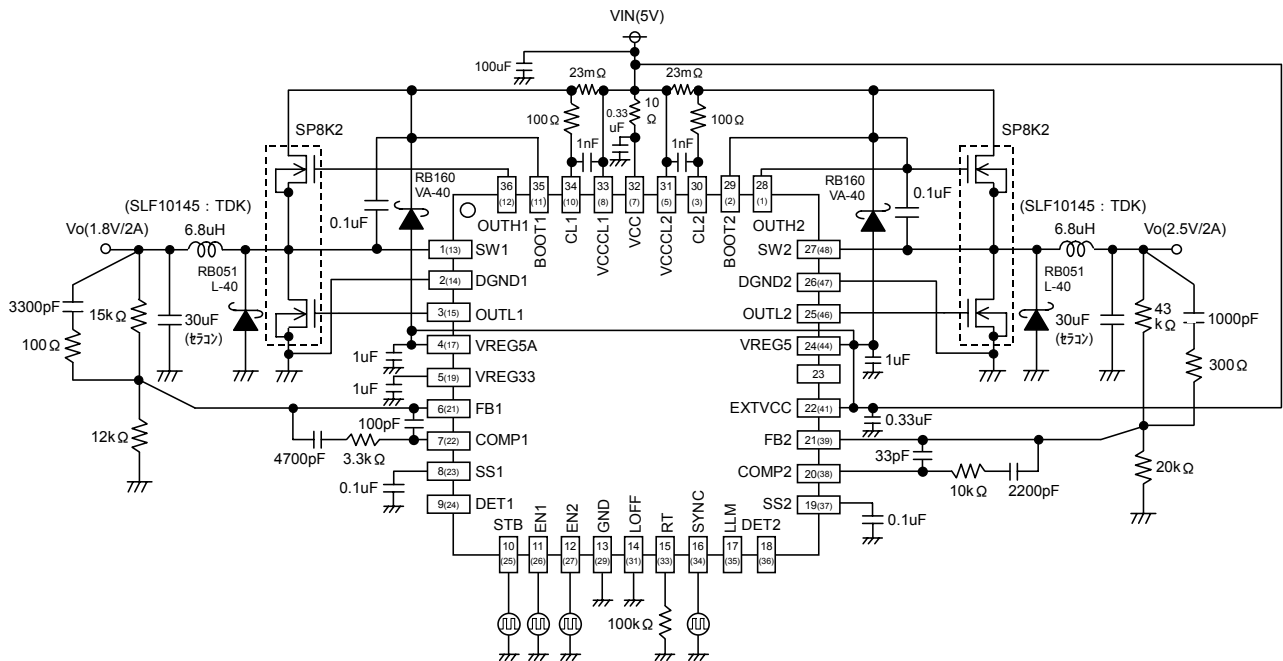 VIN(5V)
100uF
23mΩ
23mΩ
SP8K2
100Ω
0.33
uF
10
Ω
100Ω
SP8K2
1nF
1nF
RB160
VA-40
RB160
VA-40
0.1uF
0.1uF
36
(12)
35
(11)
34
(10)
33
(8)
32
(7)
31
(5)
30
(3)
29
(2)
28
(1)
OUTH1
BOOT1
CL1
VCCCL1
VCC
VCCCL2
CL2
BOOT2
OUTH2
(SLF10145 : TDK)
(SLF10145 : TDK)
Vo(1.8V/2A)
6.8uH
6.8uH
Vo(2.5V/2A)
1(13)
SW1
SW2
27(48)
RB051
L-40
RB051
L-40
2(14)
DGND1
DGND2
26(47)
3300pF
15kΩ
30uF
(ｾﾗｺﾝ)
3(15)
OUTL1
OUTL2
25(46)
30uF
(ｾﾗｺﾝ)
43
kΩ
1000pF
100Ω
1uF
4(17)
VREG5A
VREG5
24(44)
1uF
300Ω
1uF
5(19)
VREG33
23
6(21)
FB1
EXTVCC
22(41)
0.33uF
12kΩ
100pF
7(22)
COMP1
FB2
21(39)
33pF
4700pF
3.3kΩ
8(23)
SS1
COMP2
20(38)
10kΩ
2200pF
20kΩ
0.1uF
9(24)
DET1
SS2
19(37)
0.1uF
STB
EN1
EN2
GND
LOFF
RT
SYNC
LLM
DET2
10
(25)
11
(26)
12
(27)
13
(29)
14
(31)
15
(33)
16
(34)
17
(35)
18
(36)
100kΩ